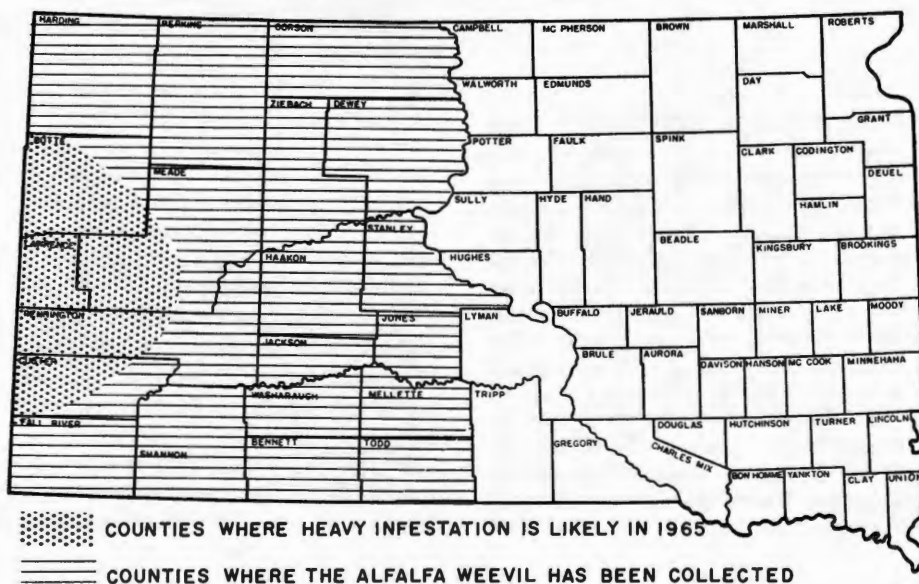 HARDING
PERKINS
CORSON
CAMPBELL
MC PHERSON
BROWN
MARSHALL
ROBERTS
WALWORTH
EDMUNDS
DAY
ZIEBACH
DEWEY
GRANT
BUTTE
POTTER
FAULK
SPINK
CLARK
CODINGTON
DEUEL
MEADE
SULLY
HYDE
HAND
HAMLIN
STANLEY
LAWRENCE
HAAKON
HUGHES
BEADLE
KINGSBURY
BROOKINGS
PENNINGTON
JONES
LYMAN
BUFFALO
JERAULD
SANBORN
MINER
LAKE
MOODY
JACKSON
CUSTER
BRULE
AURORA
DAVISON
HANSON
MC COOK
MINNEHAHA
WASHABAUGH
MELLETTE
TRIPP
FALL RIVER
DOUGLAS
HUTCHINSON
TURNER
LINCOLN
SHANNON
BENNETT
TODD
GREGORY
CHARLES MIX
BON HOMME
YANKTON
CLAY
UNION
COUNTIES WHERE HEAVY INFESTATION IS LIKELY IN 1965
COUNTIES WHERE THE ALFALFA WEEVIL HAS BEEN COLLECTED